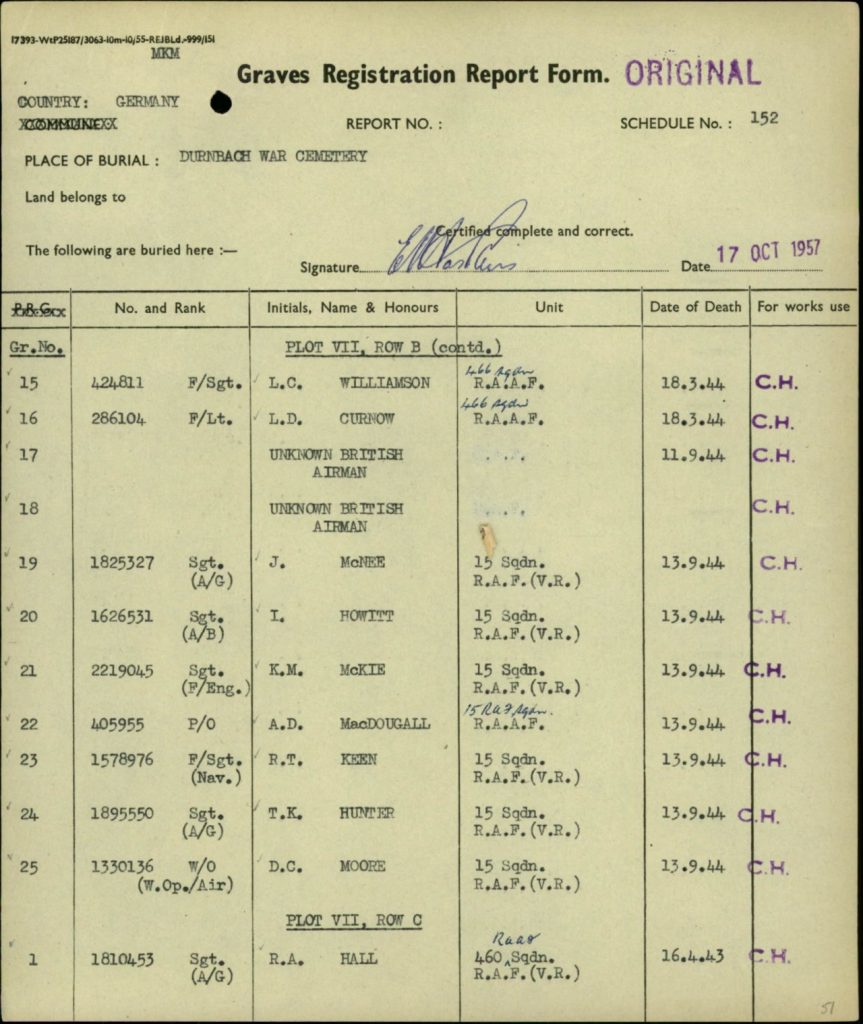 17393-WtP25187/3063-10m-10/55-REJBLd.-999/151
MKM
Graves Registration Report Form. ORIGINAL
COUNTRY: GERMANY
COMMUNE:
REPORT NO. :
SCHEDULE No. : 152
PLACE OF BURIAL : DURNBACH WAR CEMETERY
Land belongs to
Certified complete and correct.
The following are buried here :—
Signature
Date 17 OCT 1957
No. and Rank Initials, Name & Honours Unit Date of Death For works use
Gr.No. PLOT VII, ROW B (contd.)
466 Sqdn
15 424811 F/Sgt. L.C. WILLIAMSON R.A.A.F. 18.3.44 C.H.
466 Sqdn
16 286104 F/Lt. L.D. CURNOW R.A.A.F. 18.3.44 C.H.
17 UNKNOWN BRITISH 11.9.44 C.H.
AIRMAN
18 UNKNOWN BRITISH C.H.
AIRMAN
19 1825327 Sgt. J. McNEE 15 Sqdn. 13.9.44 C.H.
(A/G) R.A.F.(V.R.)
20 1626531 Sgt. I. HOWITT 15 Sqdn. 13.9.44 C.H.
(A/B) R.A.F.(V.R.)
21 2219045 Sgt. K.M. McKIE 15 Sqdn. 13.9.44 C.H.
(F/Eng.) R.A.F.(V.R.)
15 RAF Sqdn.
22 405955 P/O A.D. MacDOUGALL R.A.A.F. 13.9.44 C.H.
23 1578976 F/Sgt. R.T. KEEN 15 Sqdn. 13.9.44 C.H.
(Nav.) R.A.F.(V.R.)
24 1895550 Sgt. T.K. HUNTER 15 Sqdn. 13.9.44 C.H.
(A/G) R.A.F.(V.R.)
25 1330136 W/O D.C. MOORE 15 Sqdn. 13.9.44 C.H.
(W.Op./Air) R.A.F.(V.R.)
PLOT VII, ROW C
1 1810453 Sgt. R.A. HALL 460 Sqdn. 16.4.43 C.H.
(A/G) R.A.F.(V.R.)
51